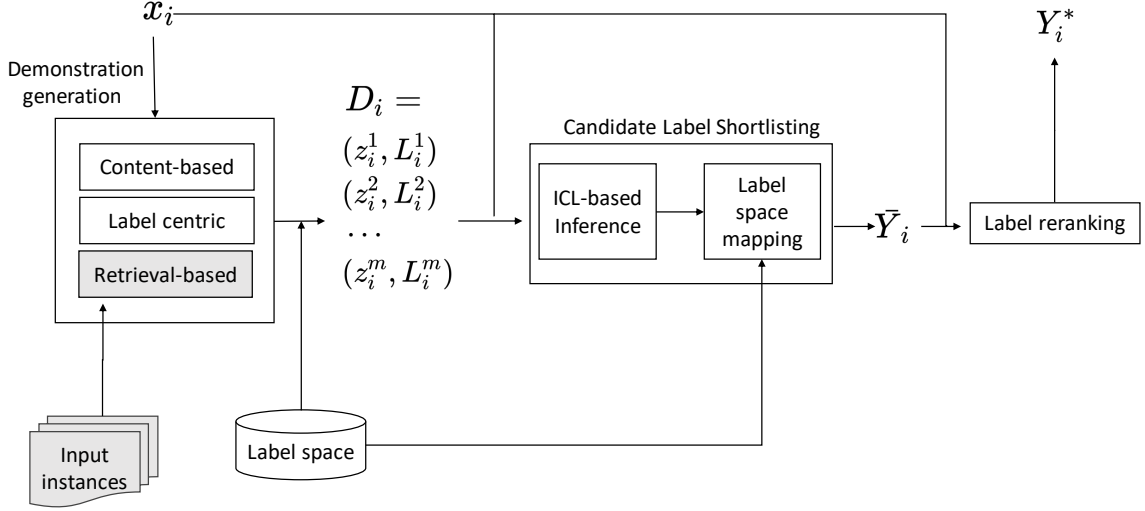 x_i
Y_i^*
Demonstration
generation
D_i =
Content-based
Label centric
Retrieval-based
(z_i^1, L_i^1)
(z_i^2, L_i^2)
...
(z_i^m, L_i^m)
Candidate Label Shortlisting
ICL-based
Inference
Label
space
mapping
Ȳ_i
Label reranking
Input
instances
Label space